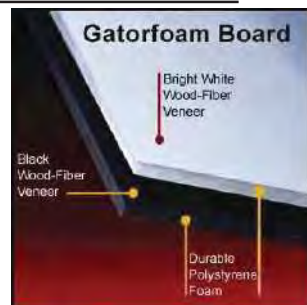 Gatorfoam Board
Bright White
Wood-Fiber
Veneer
Black
Wood-Fiber
Veneer
Durable
Polystyrene
Foam